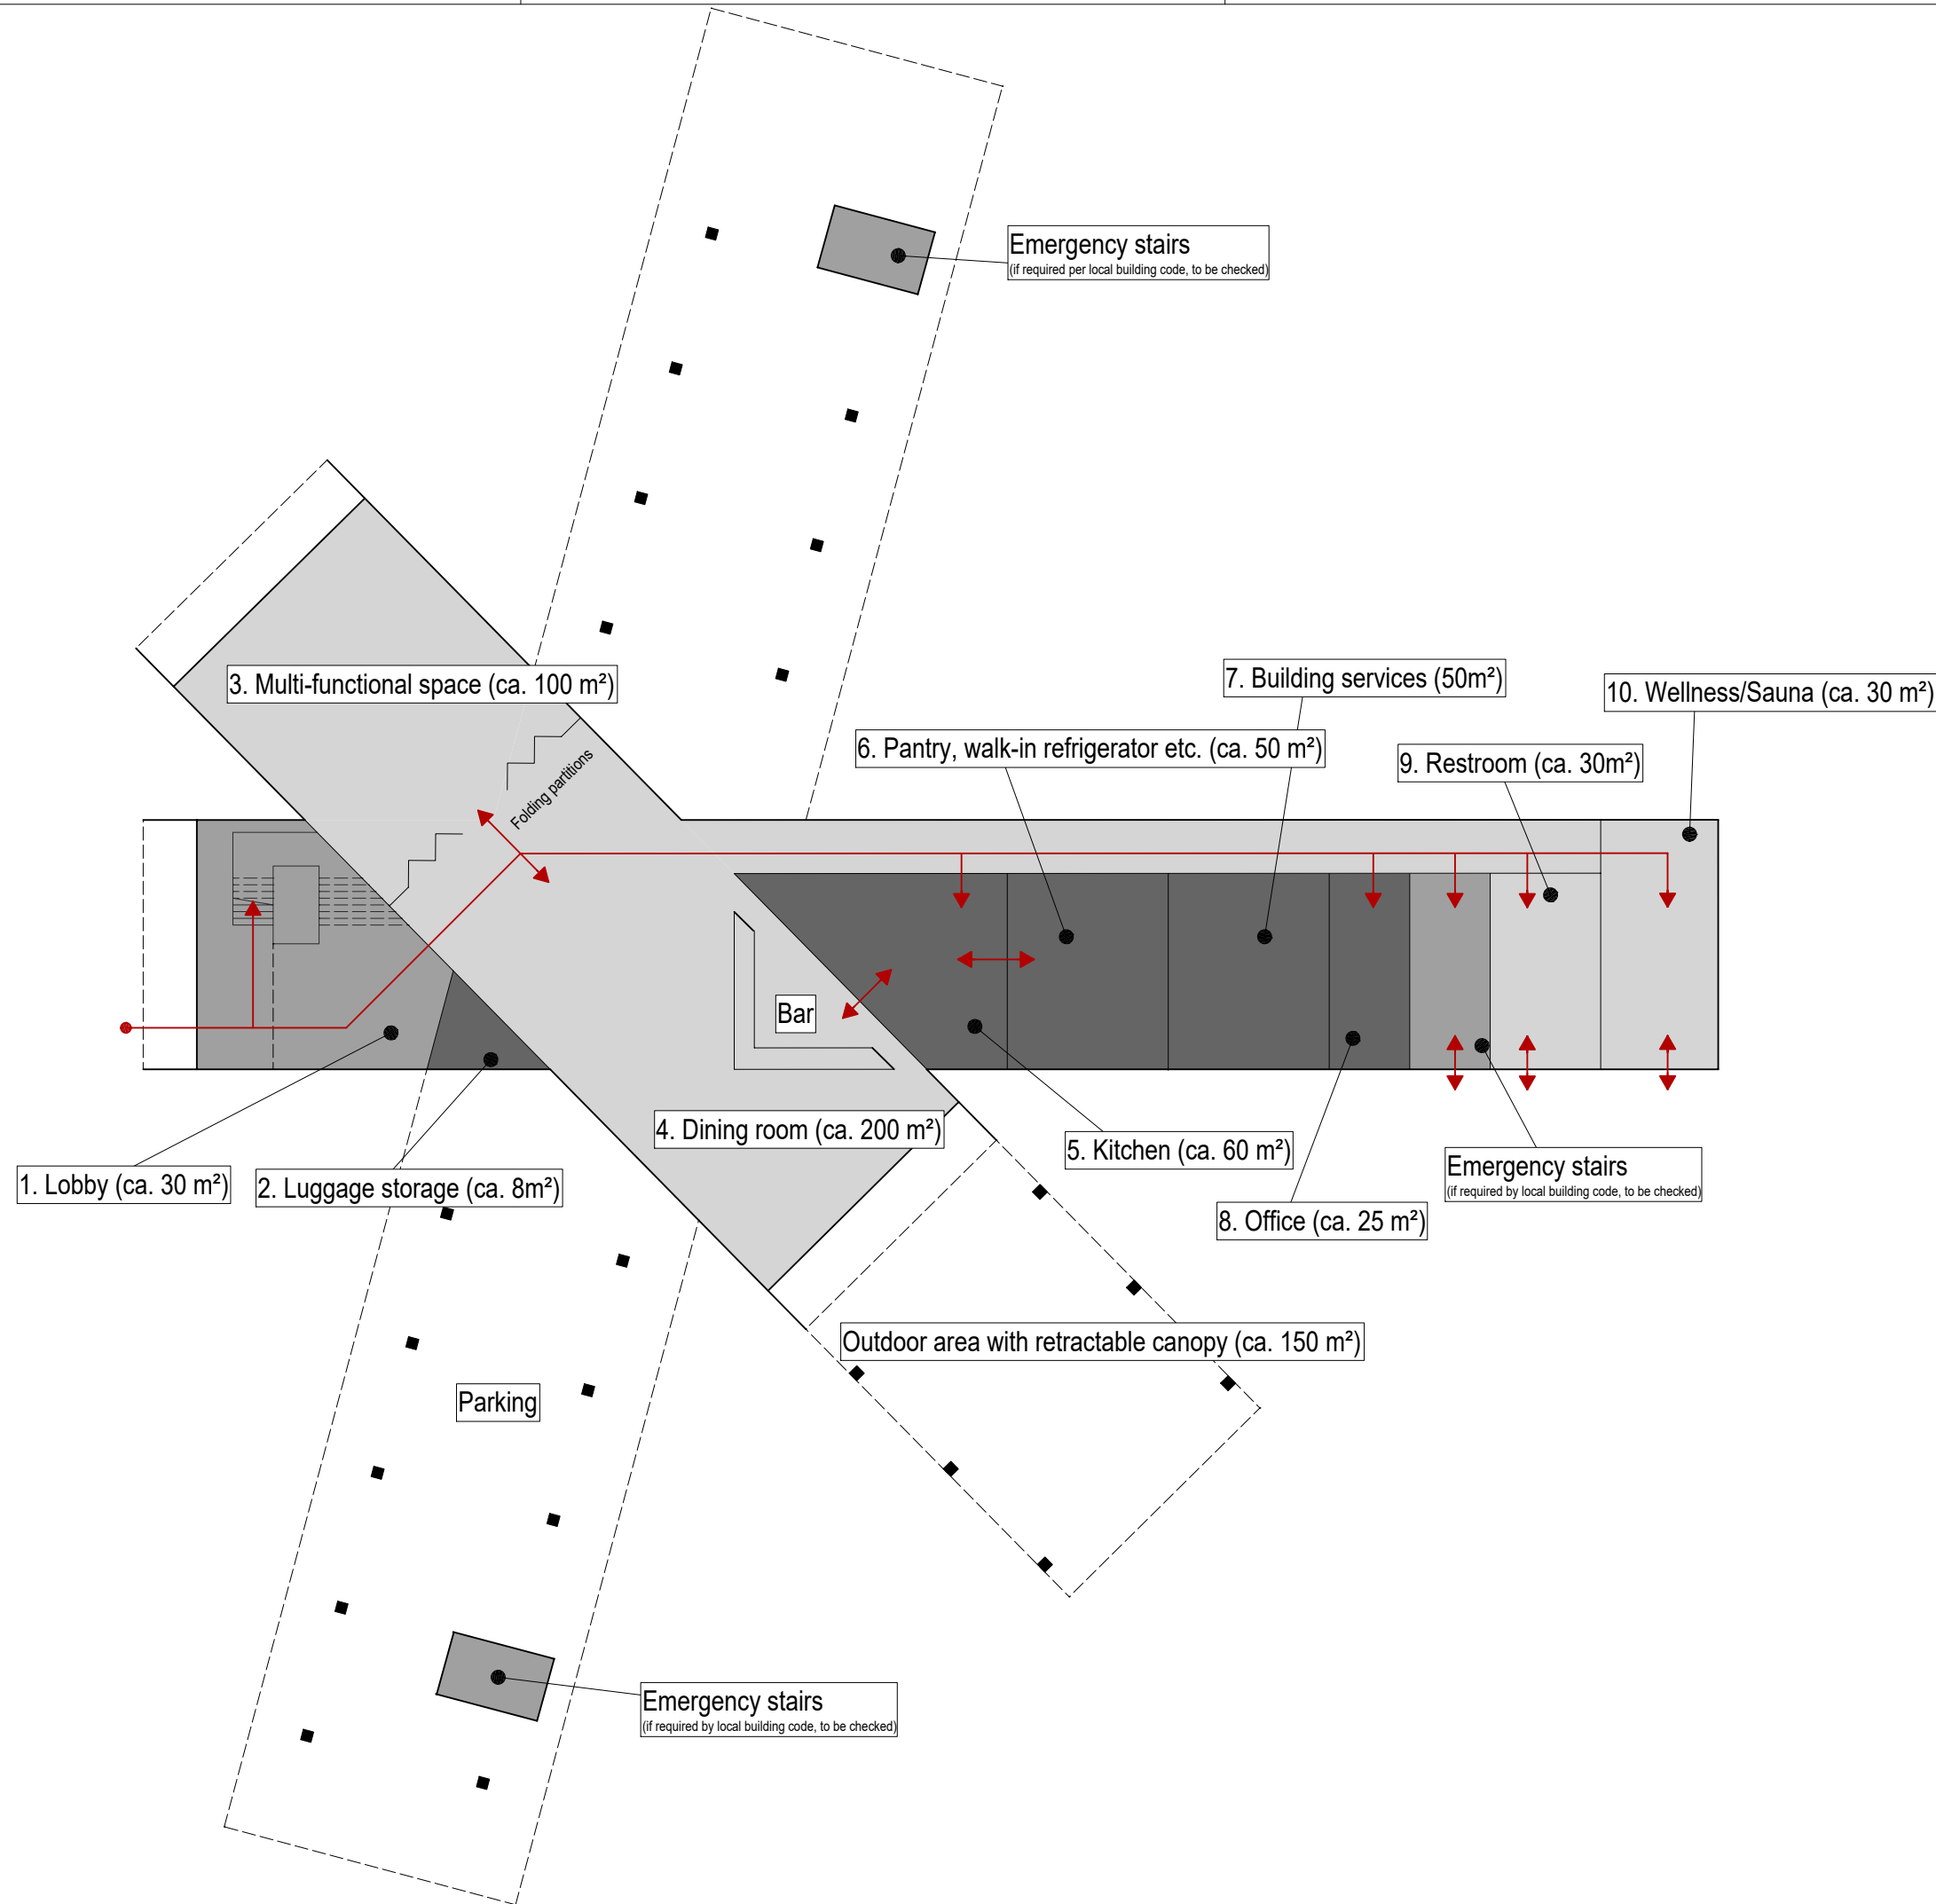 Emergency stairs
(if required per local building code, to be checked)
3. Multi-functional space (ca. 100 m²)
7. Building services (50m²)
10. Wellness/Sauna (ca. 30 m²)
6. Pantry, walk-in refrigerator etc. (ca. 50 m²)
9. Restroom (ca. 30m²)
Folding partitions
Bar
4. Dining room (ca. 200 m²)
5. Kitchen (ca. 60 m²)
1. Lobby (ca. 30 m²)
2. Luggage storage (ca. 8m²)
Emergency stairs
(if required by local building code, to be checked)
8. Office (ca. 25 m²)
Outdoor area with retractable canopy (ca. 150 m²)
Parking
Emergency stairs
(if required by local building code, to be checked)